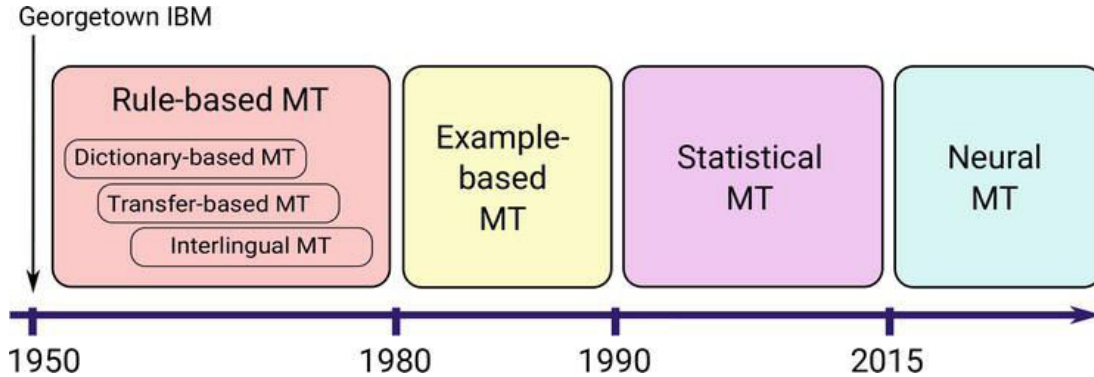 Georgetown IBM
Rule-based MT
Dictionary-based MT
Transfer-based MT
Interlingual MT
Example-
based
MT
Statistical
MT
Neural
MT
1950
1980
1990
2015